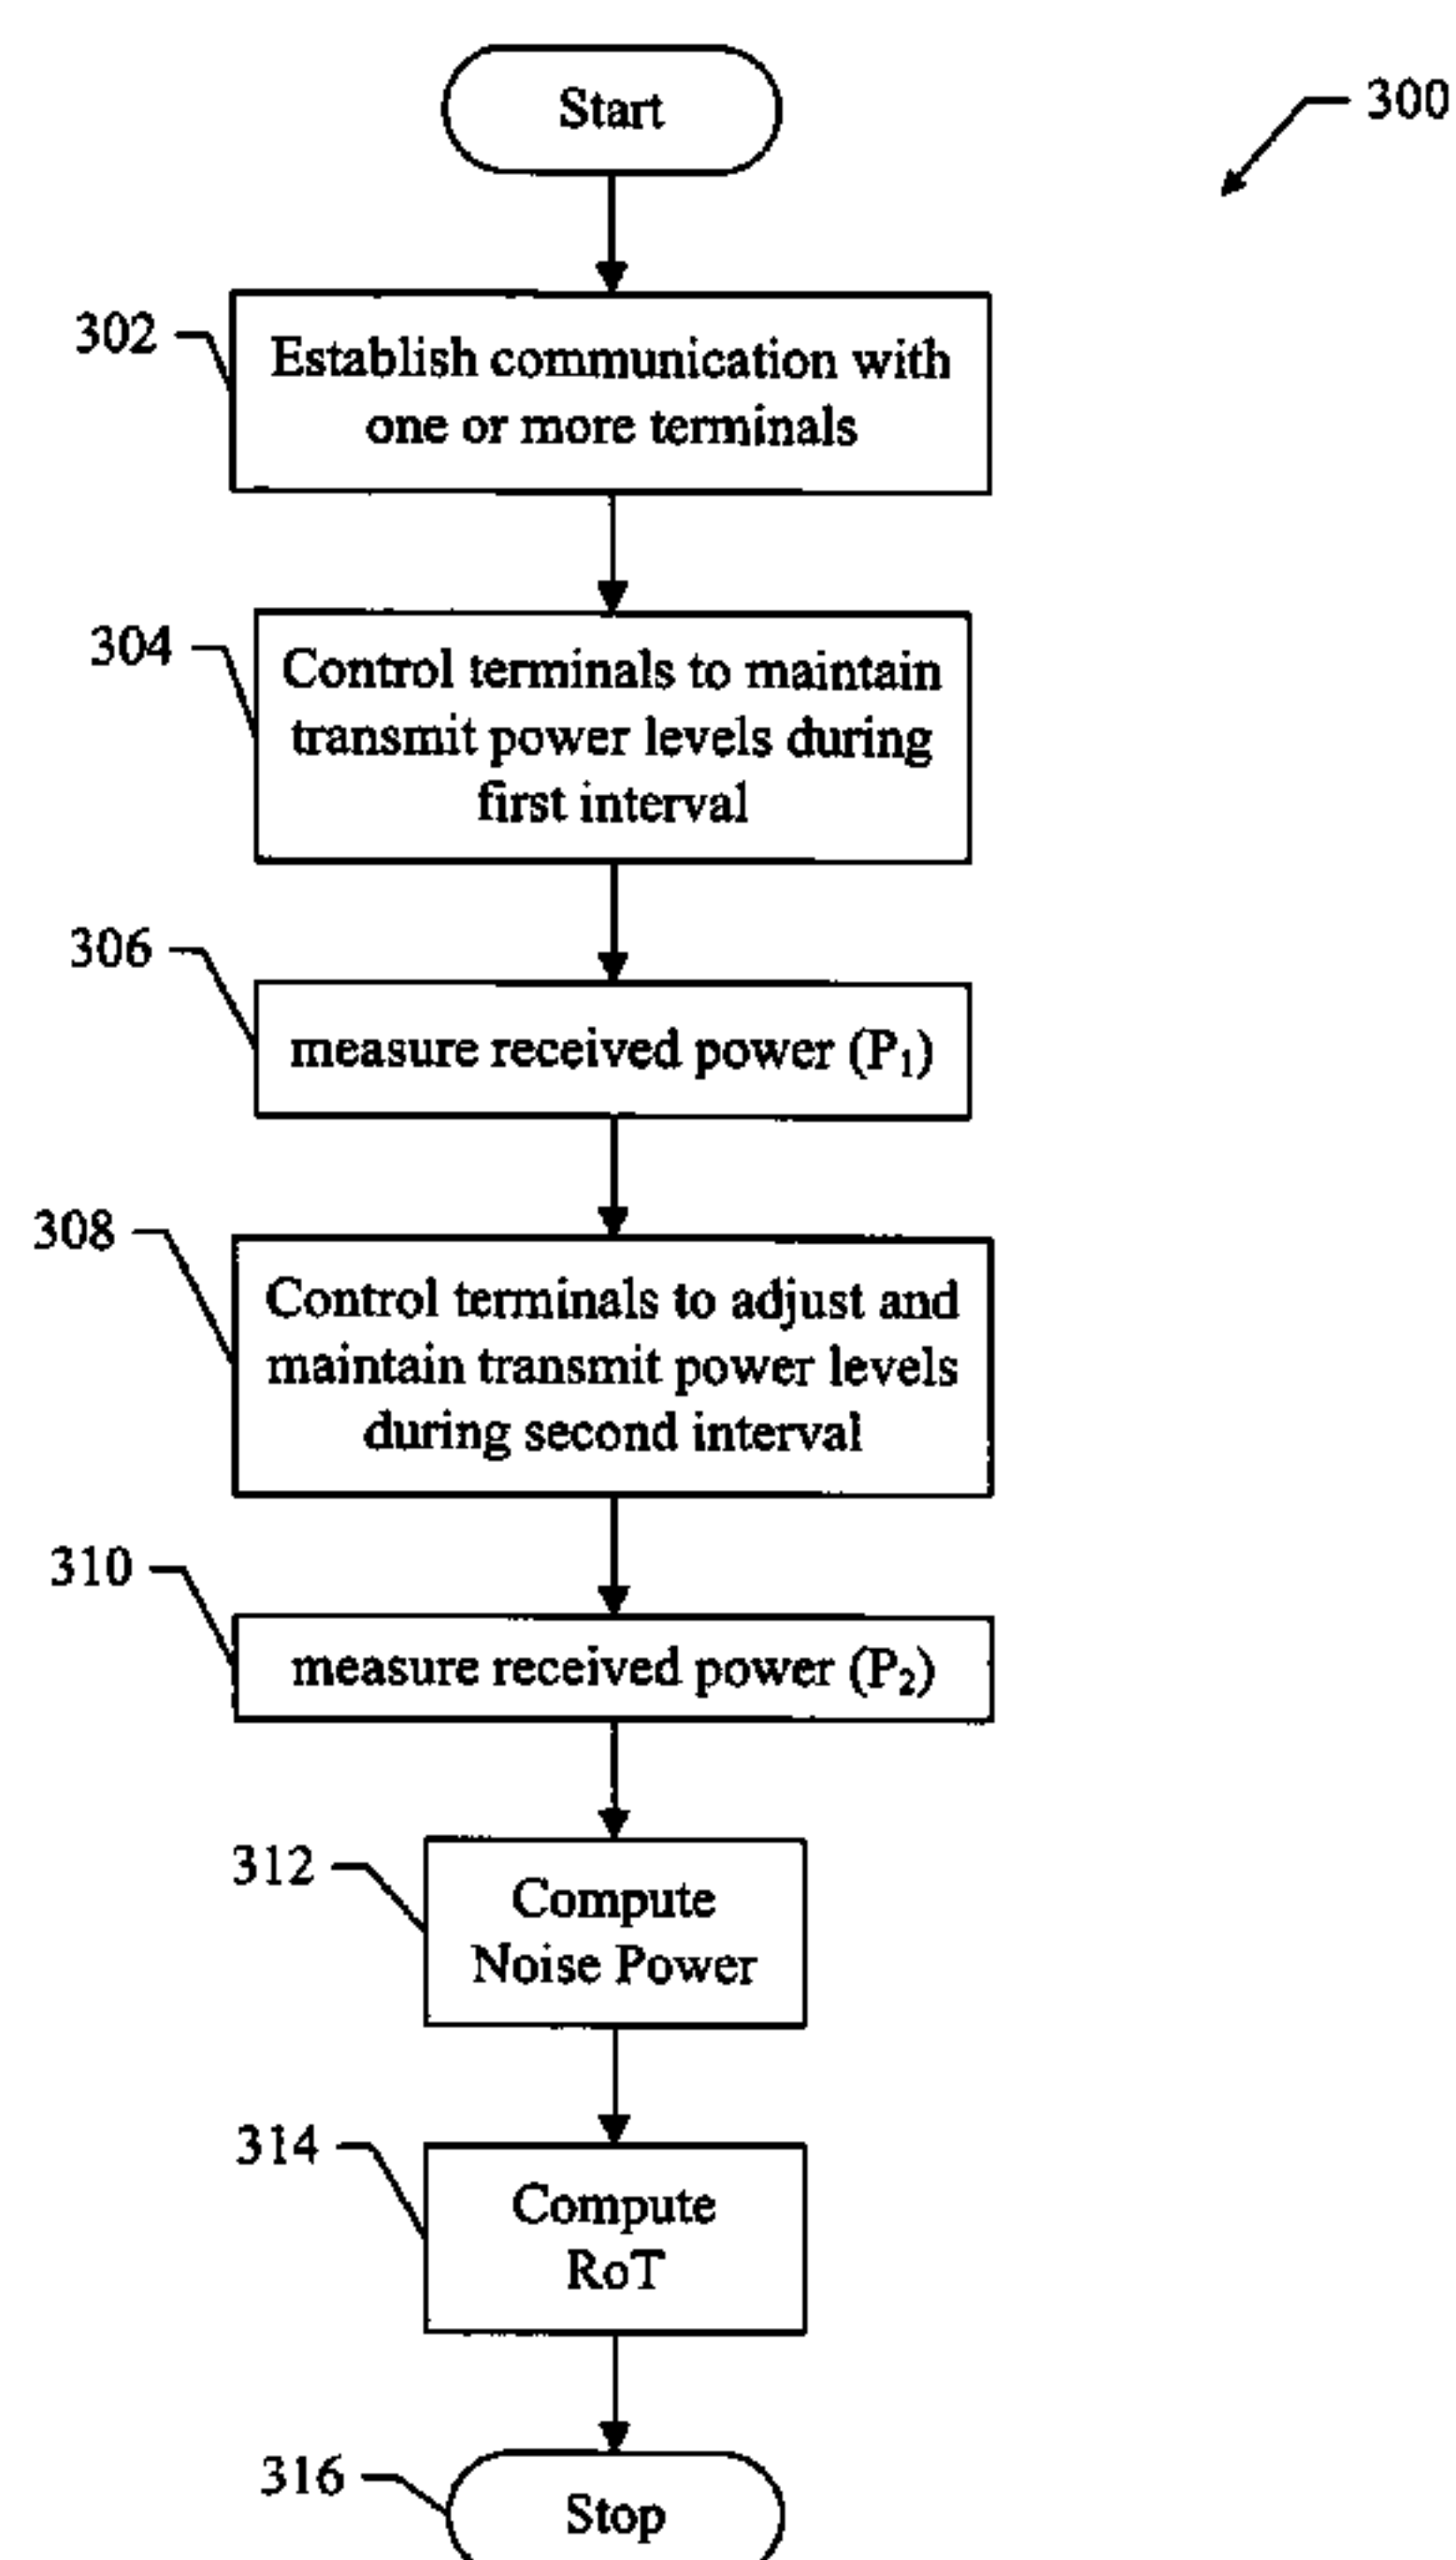 Start
300
302
Establish communication with
one or more terminals
304
Control terminals to maintain
transmit power levels during
first interval
306
measure received power (P₁)
308
Control terminals to adjust and
maintain transmit power levels
during second interval
310
measure received power (P₂)
312
Compute
Noise Power
314
Compute
RoT
316
Stop